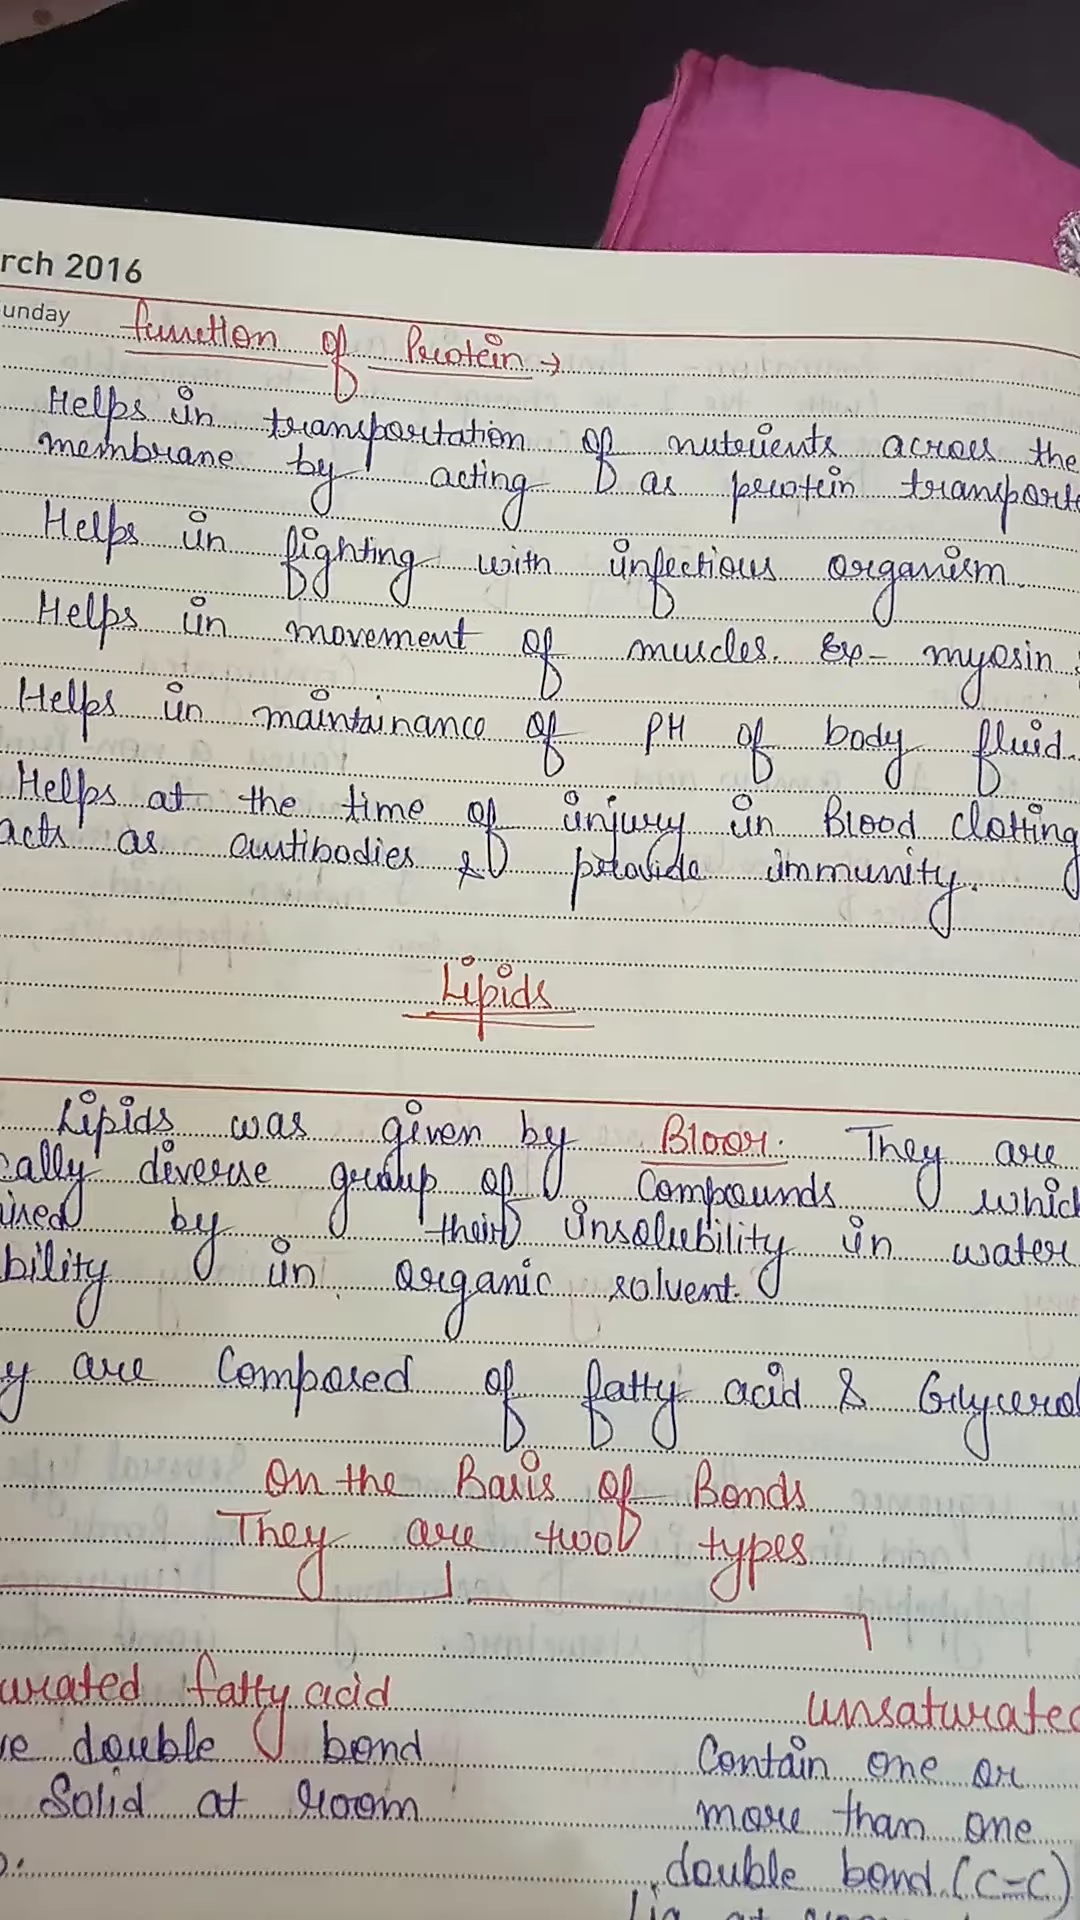 rch 2016
unday function of Protein →
Helps in transportation of nutrients across the
membrane by acting as protein transport
Helps in fighting with infectious organism.
Helps in movement of muscles. Ex- myosin
Helps in maintainance of PH of body fluid.
Helps at the time of injury in Blood clotting
acts as antibodies & provide immunity.
Lipids
Lipids was given by Bloor. They are
cally diverse group of compounds which
ined by their insolubility in water
bility in organic solvent.
y are Composed of fatty acid & Glycerol
On the Basis of Bonds
They are two types
urated fatty acid unsaturated
ve double bond Contain one or
Solid at room more than one
double bond (C=C)